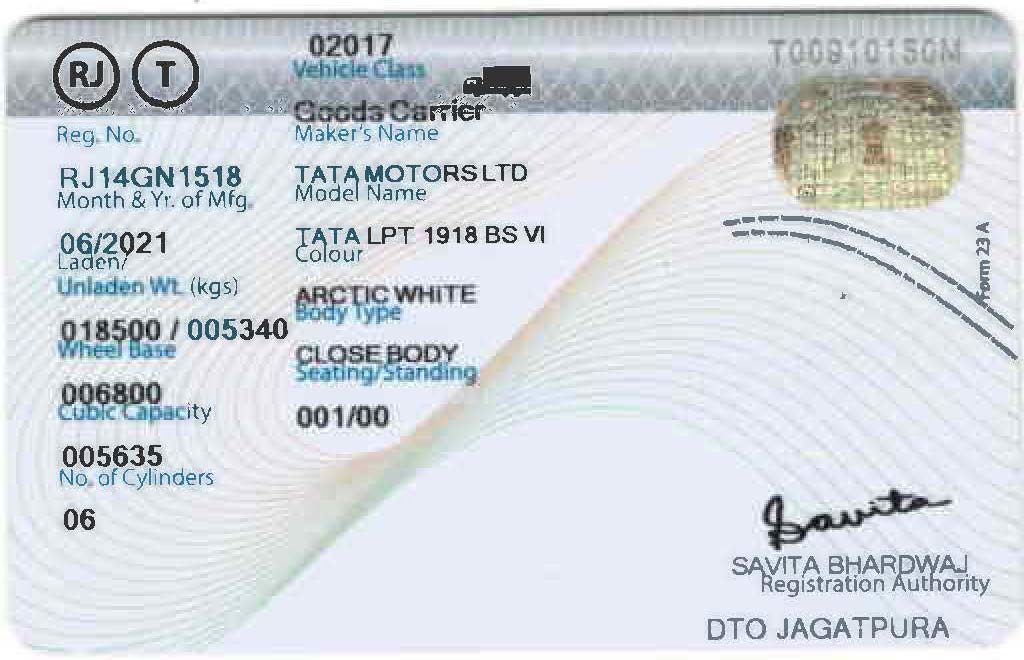 RJ T
02017
T00910150M
Vehicle Class
Goods Carrier
Reg. No.
Maker's Name
RJ14GN1518
TATA MOTORS LTD
Month & Yr. of Mfg.
Model Name
06/2021
TATA LPT 1918 BS VI
Laden/
Colour
Unladen Wt. (kgs)
ARCTIC WHITE
Body Type
018500 / 005340
Wheel Base
CLOSE BODY
Seating/Standing
006800
Cubic Capacity
001/00
005635
No. of Cylinders
06
Form 23 A
Savita
SAVITA BHARDWAJ
Registration Authority
DTO JAGATPURA